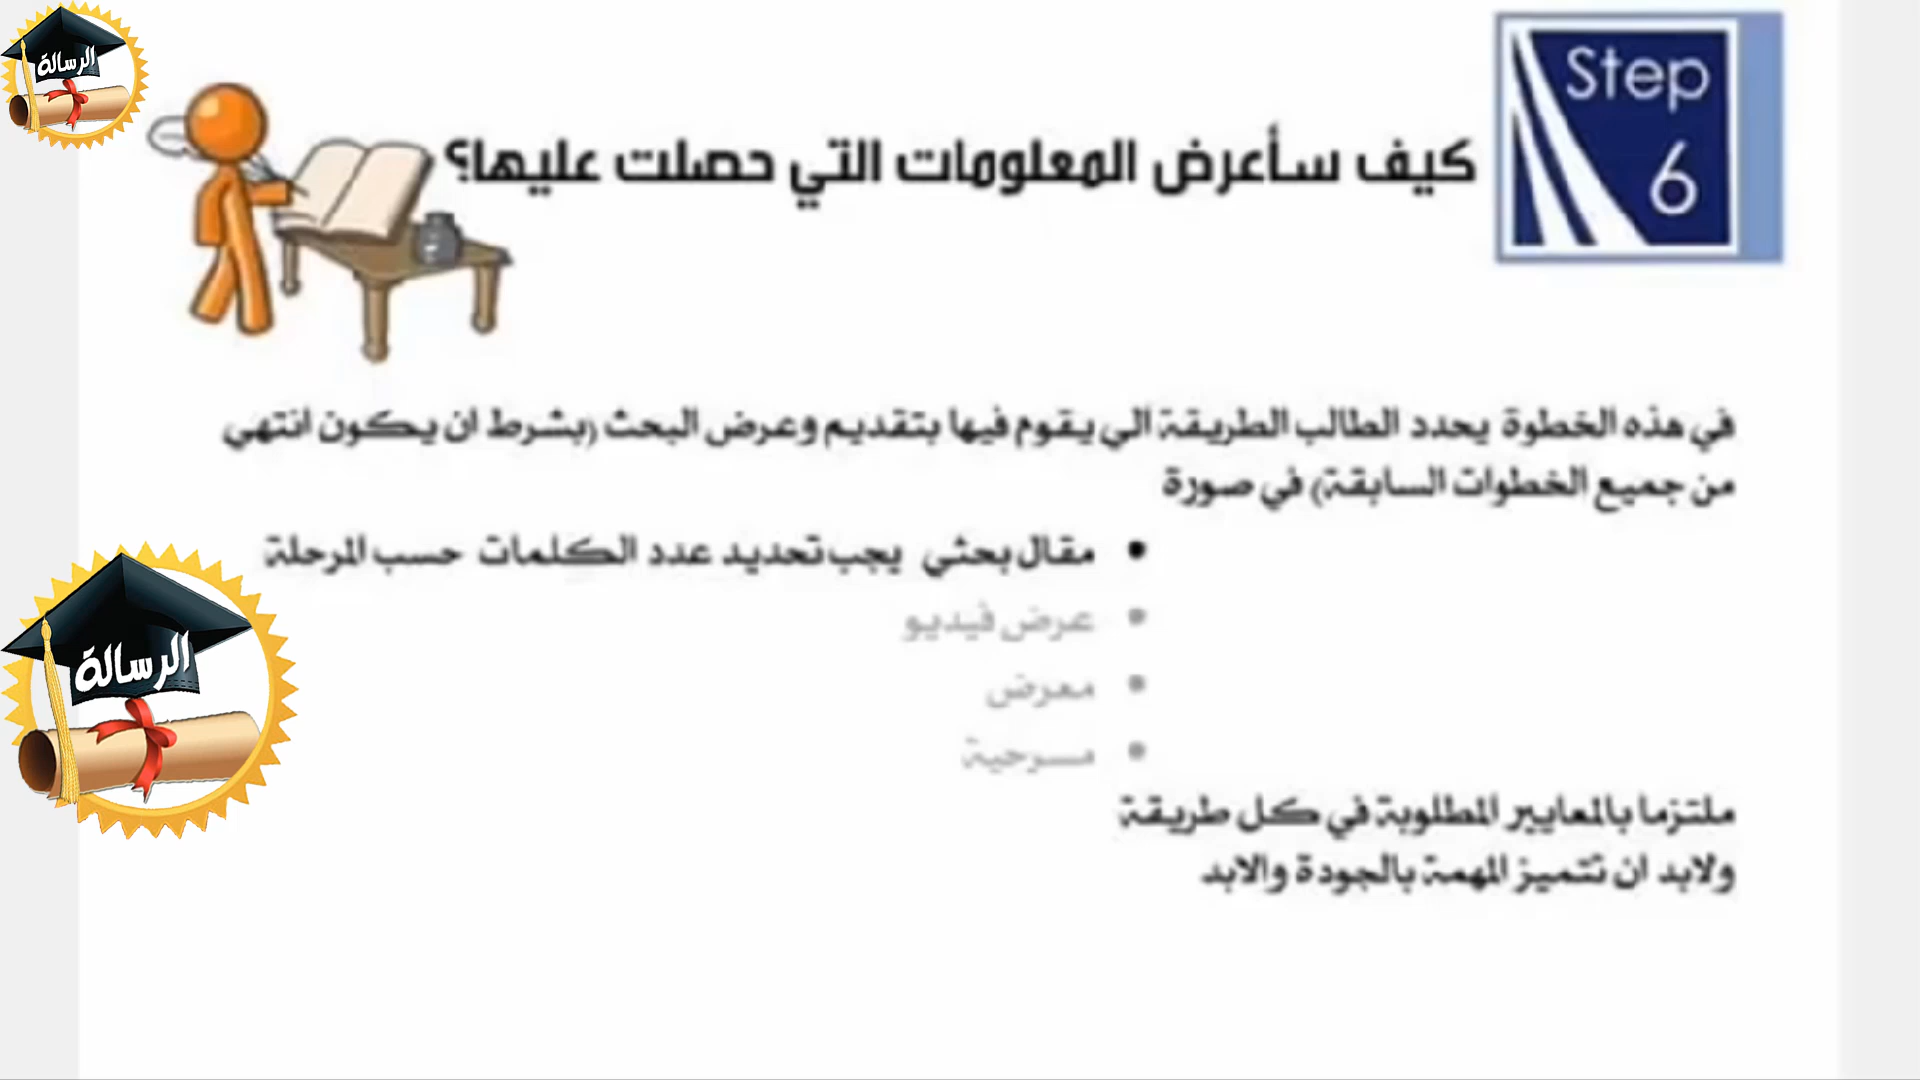 الرسالة
Step
6
كيف سأعرض المعلومات التي حصلت عليها؟
في هذه الخطوة يحدد الطالب الطريقة الي يقوم فيها بتقديم وعرض البحث (بشرط ان يكون انتهي
من جميع الخطوات السابقة) في صورة
• مقال بحثي يجب تحديد عدد الكلمات حسب المرحلة
• عرض فيديو
• معرض
• مسرحية
ملتزما بالمعايير المطلوبة في كل طريقة
ولابد ان تتميز المهمة بالجودة والابد
الرسالة